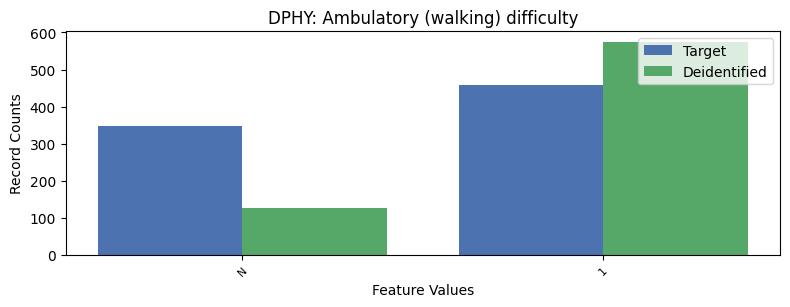 DPHY: Ambulatory (walking) difficulty
Target
Deidentified
600
500
400
300
200
100
0
Record Counts
N
1
Feature Values